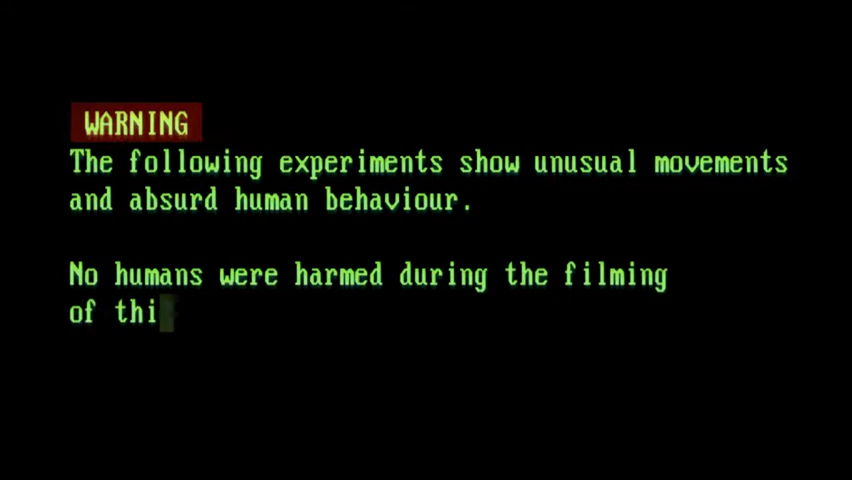 WARNING
The following experiments show unusual movements
and absurd human behaviour.
No humans were harmed during the filming
of thi